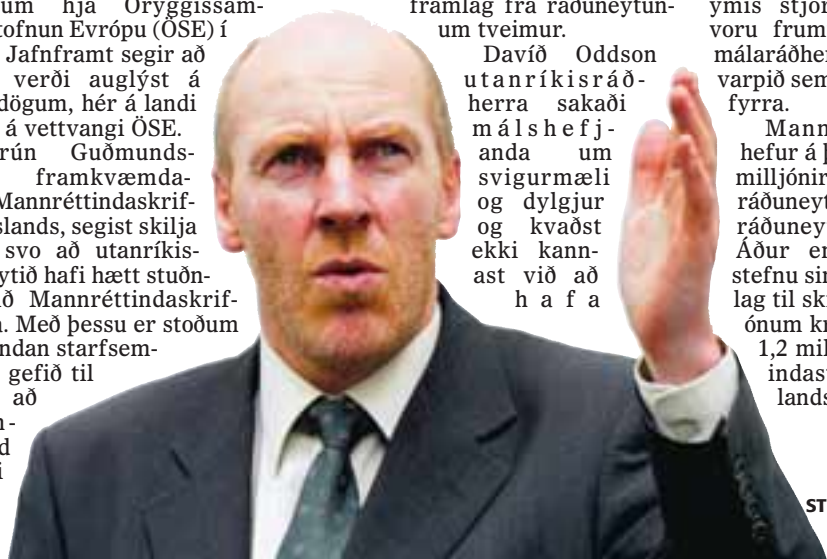 um hjá Öryggissam-
tofnun Evrópu (ÖSE) í
Jafnframt segir að
verði auglýst á
dögum, hér á landi
á vettvangi ÖSE.
rún Guðmunds-
framkvæmda-
Mannréttindaskrif-
slands, segist skilja
svo að utanríkis-
ytið hafi hætt stuðn-
ið Mannréttindaskrif-
a. Með þessu er stoðum
ndan starfsem-
gefið til
að
n-
d
i
framlag frá ráðuneytun-
um tveimur.
Davíð Oddson
utanríkisráð-
herra sakaði
málshefj-
anda um
svigurmæli
og dylgjur
og kvaðst
ekki kann-
ast við að
hafa
ýmis stjór
voru frum
málaráðher
varpið sem
fyrra.
Mann
hefur á þ
milljónir
ráðuneyt
ráðuney
Áður en
stefnu sin
lag til skr
ónum kr
1,2 mil
indas
lands
ST